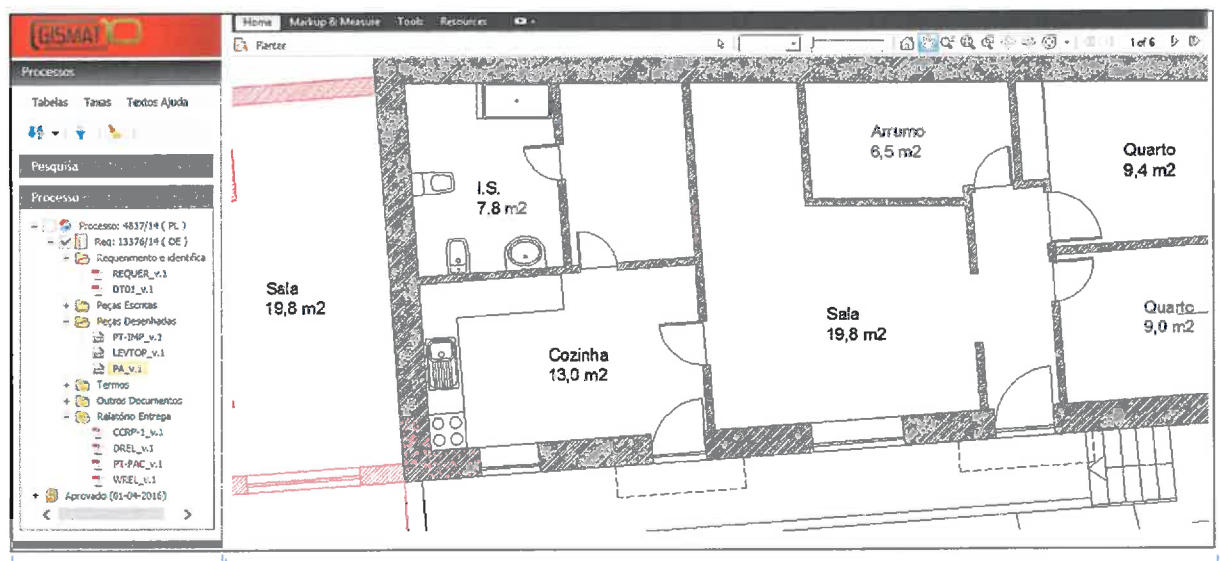 GISMAT 10
Processos
Tabelas Taxas Textos Ajuda
Pesquisa
Processo
Processo: 4837/14 ( PL )
Req: 13376/14 ( OE )
Requerimento e identifica
REQUER_v.1
DT01_v.1
Peças Escritas
Peças Desenhadas
PT-IMP_v.1
LEVTOP_v.1
PA_v.1
Termos
Outros Documentos
Relatório Entrega
CCRP-1_v.1
DREL_v.1
PT-PAC_v.1
WREL_v.1
Aprovado (01-04-2016)
Home Markup & Measure Tools Resources
1 of 6
Sala
19,8 m2
I.S.
7,8 m2
Cozinha
13,0 m2
Sala
19,8 m2
Arrumo
6,5 m2
Quarto
9,4 m2
Quarto
9,0 m2